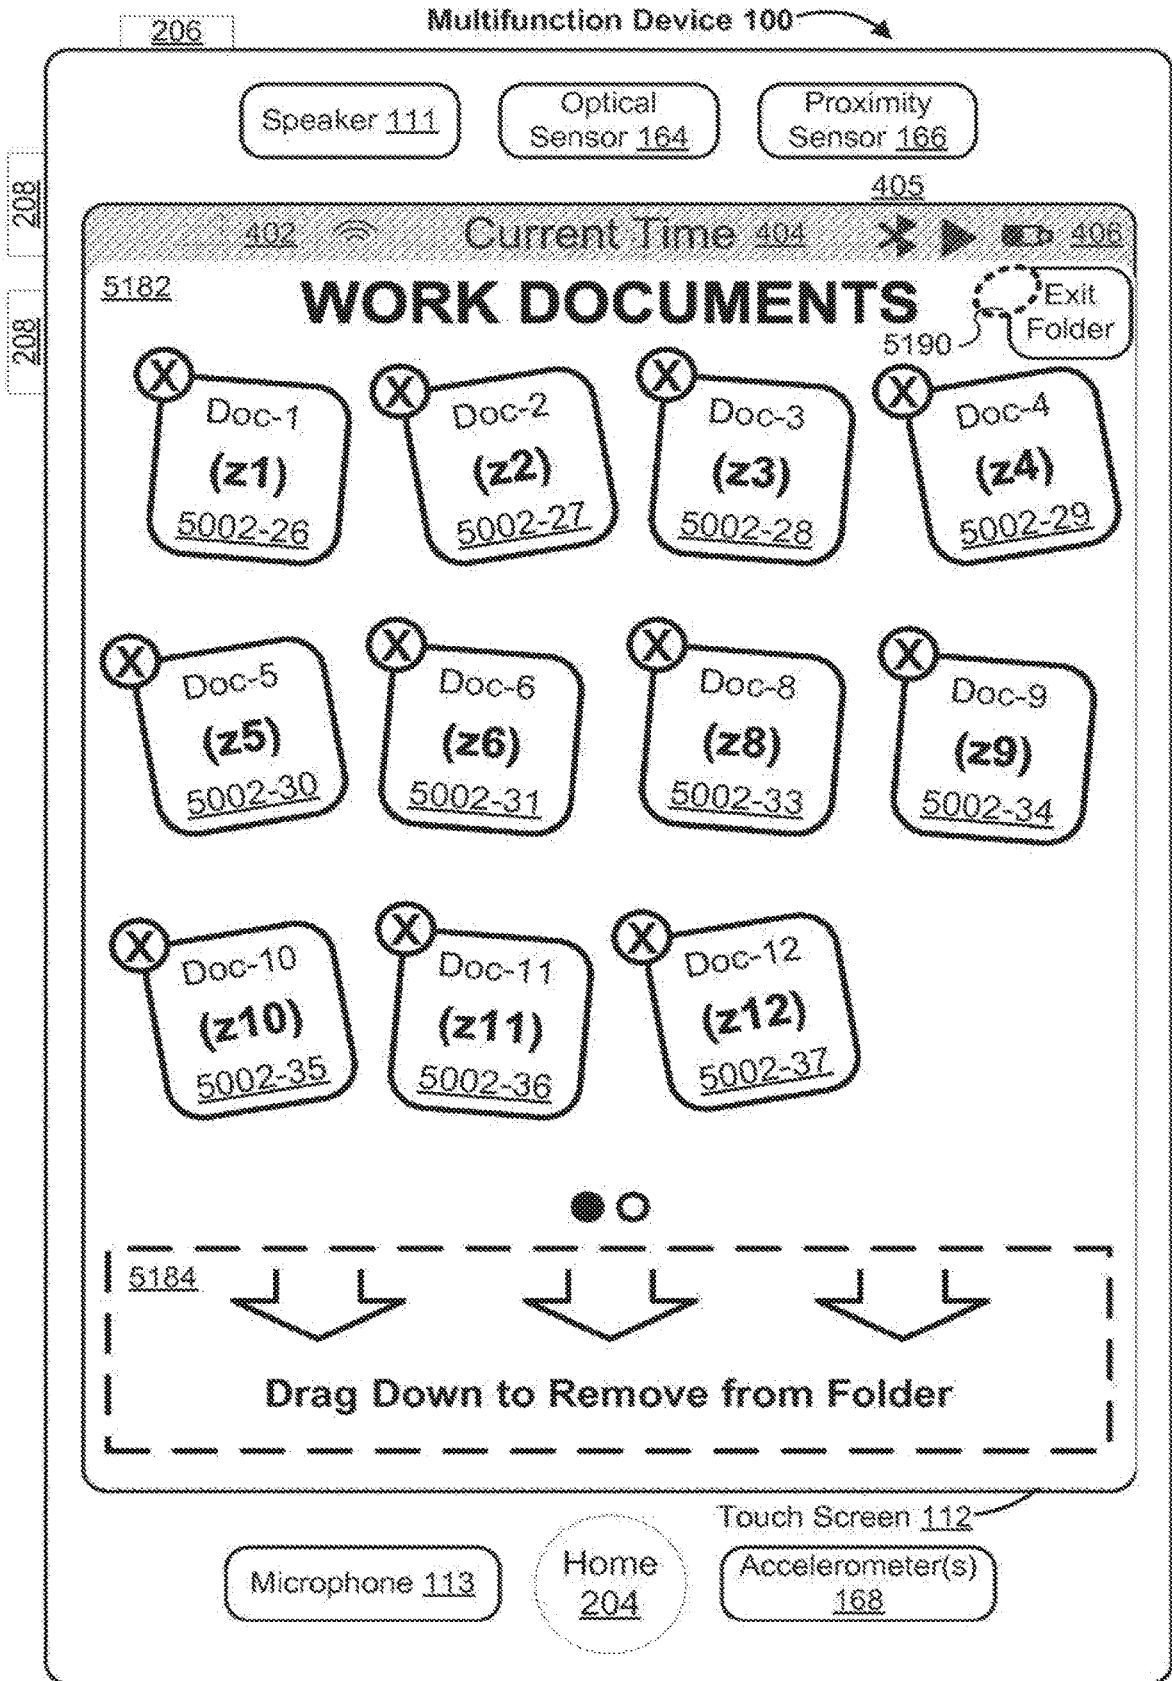 Multifunction Device 100
206
Speaker 111
Optical
Sensor 164
Proximity
Sensor 166
208
208
405
402
Current Time 404
406
5182
WORK DOCUMENTS
Exit
Folder
5190
X
Doc-1
(z1)
5002-26
X
Doc-2
(z2)
5002-27
X
Doc-3
(z3)
5002-28
X
Doc-4
(z4)
5002-29
X
Doc-5
(z5)
5002-30
X
Doc-6
(z6)
5002-31
X
Doc-8
(z8)
5002-33
X
Doc-9
(z9)
5002-34
X
Doc-10
(z10)
5002-35
X
Doc-11
(z11)
5002-36
X
Doc-12
(z12)
5002-37
5184
Drag Down to Remove from Folder
Touch Screen 112
Microphone 113
Home
204
Accelerometer(s)
168